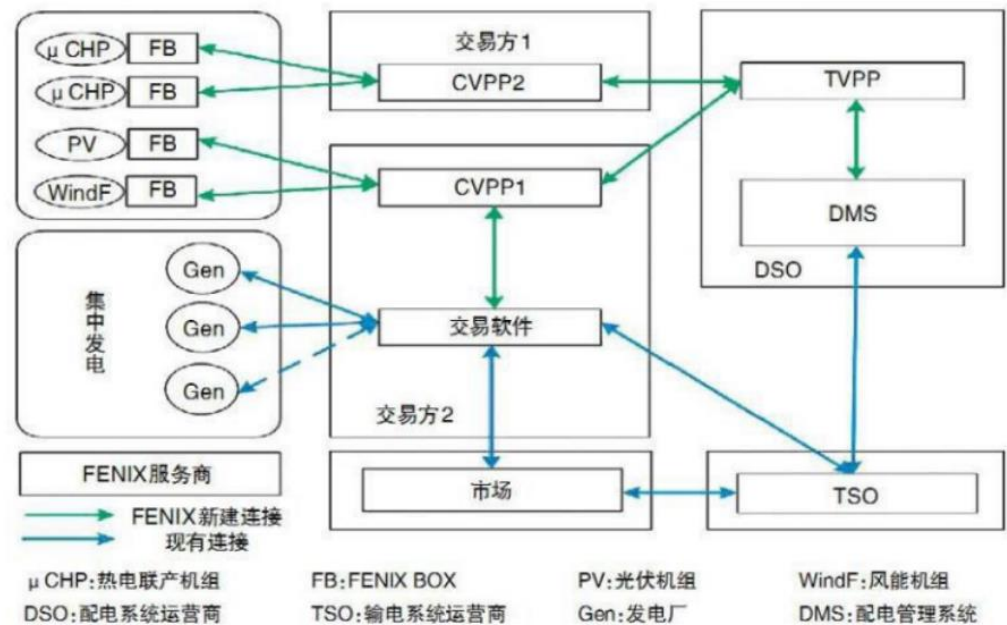 μ CHP
FB
μ CHP
FB
PV
FB
WindF
FB
交易方1
CVPP2
TVPP
CVPP1
DMS
DSO
集中发电
Gen
Gen
Gen
交易软件
交易方2
FENIX服务商
市场
TSO
FENIX新建连接
现有连接
μ CHP:热电联产机组
FB:FENIX BOX
PV:光伏机组
WindF:风能机组
DSO:配电系统运营商
TSO:输电系统运营商
Gen:发电厂
DMS:配电管理系统